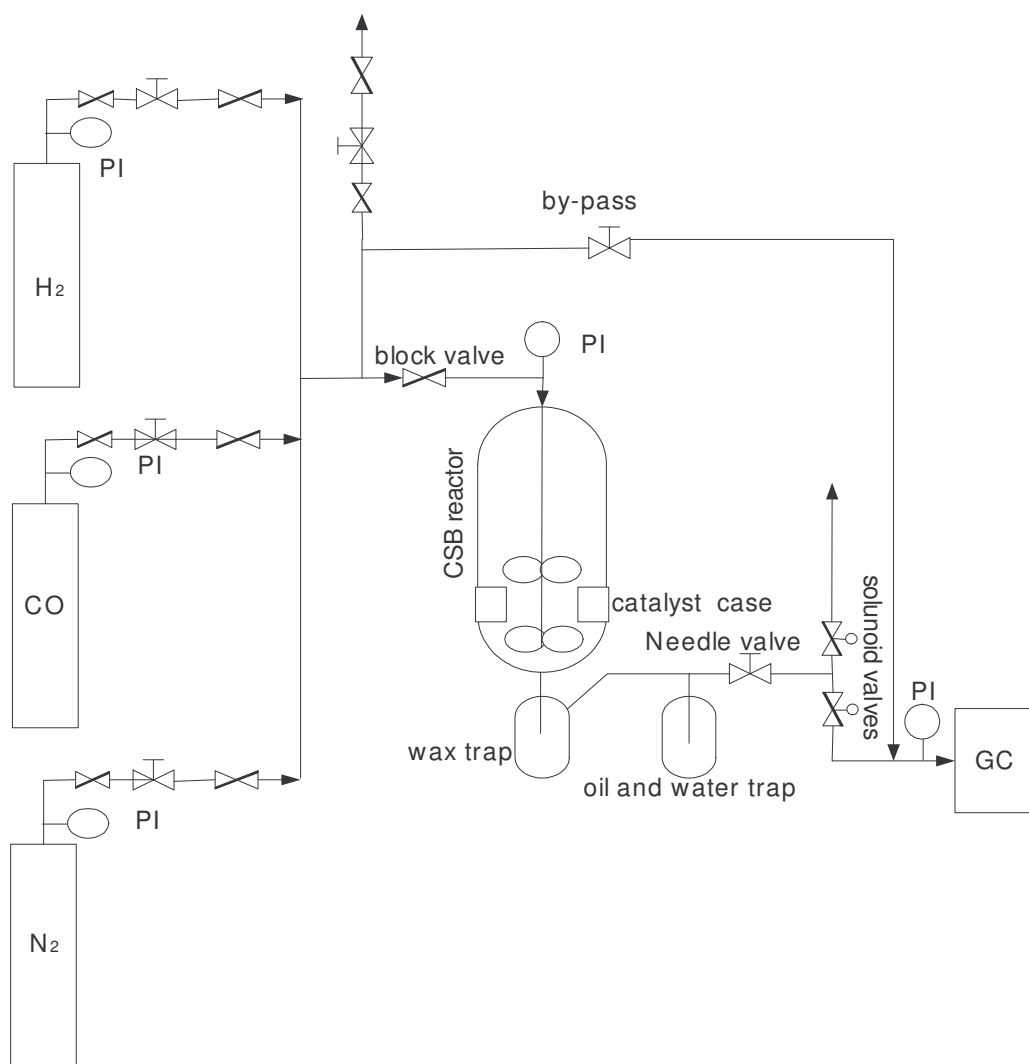 PI
H2
by-pass
block valve
PI
PI
CO
CSB reactor
catalyst case
Needle valve
solunoid valves
PI
wax trap
oil and water trap
GC
PI
N2